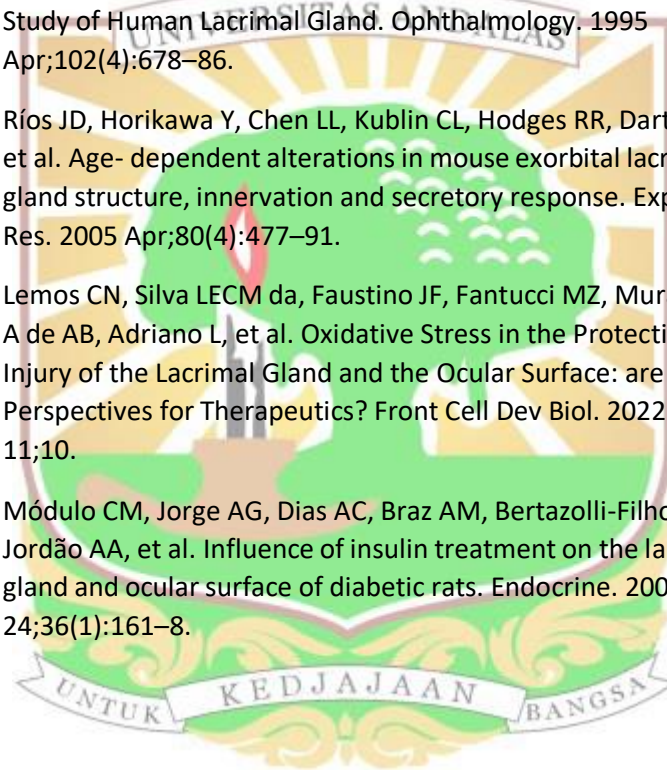 Study of Human Lacrimal Gland. Ophthalmology. 1995
UNIVERSITAS ANDALAS
Apr;102(4):678–86.
Ríos JD, Horikawa Y, Chen LL, Kublin CL, Hodges RR, Dart
et al. Age- dependent alterations in mouse exorbital lacr
gland structure, innervation and secretory response. Exp
Res. 2005 Apr;80(4):477–91.
Lemos CN, Silva LECM da, Faustino JF, Fantucci MZ, Mur
A de AB, Adriano L, et al. Oxidative Stress in the Protecti
Injury of the Lacrimal Gland and the Ocular Surface: are
Perspectives for Therapeutics? Front Cell Dev Biol. 2022
11;10.
Módulo CM, Jorge AG, Dias AC, Braz AM, Bertazolli-Filho
Jordão AA, et al. Influence of insulin treatment on the la
gland and ocular surface of diabetic rats. Endocrine. 200
24;36(1):161–8.
UNTUK KEDJAJAAN BANGSA